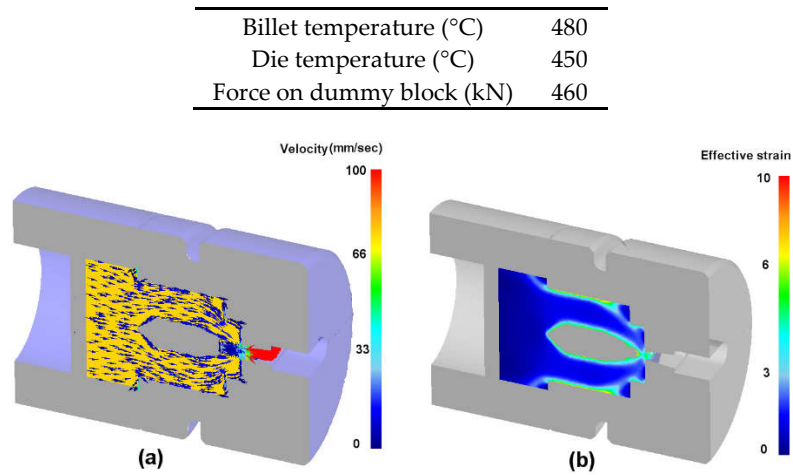 Billet temperature (°C) 480
Die temperature (°C) 450
Force on dummy block (kN) 460
Velocity(mm/sec)
100
66
33
0
(a)
Effective strain
10
6
3
0
(b)